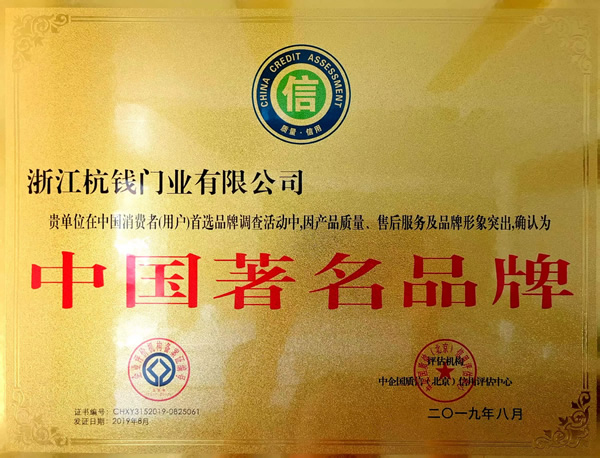 CHINA CREDIT ASSESSMENT
信
质量·信用
浙江杭钱门业有限公司
贵单位在中国消费者(用户)首选品牌调查活动中,因产品质量、售后服务及品牌形象突出,确认为
中国著名品牌
评估机构
(北京)信用评估中心
证书编号: CHXY3152019-0825061
发证日期: 2019年8月
二〇一九年八月